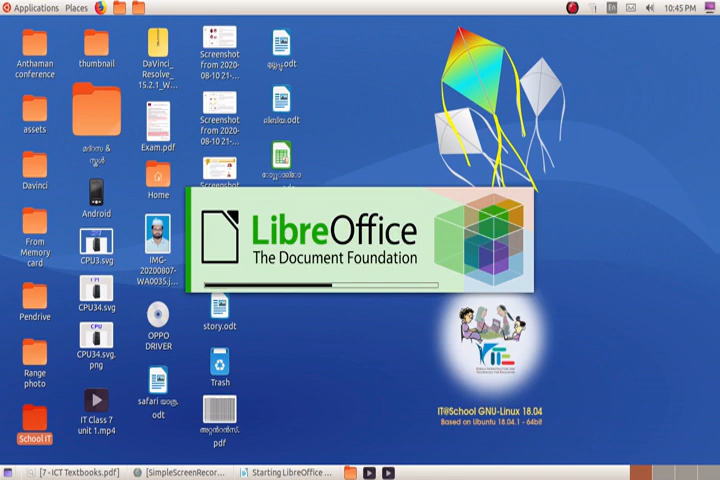 Applications Places
En
10:45 PM
Anthaman
conference
thumbnail
DaVinci_
Resolve_
15.2.1_W...
Screenshot
from 2020-
08-10 21-...
assets
മദ്രസ &
സ്കൂൾ
Exam.pdf
Screenshot
from 2020-
08-10 21-...
Davinci
Android
Home
Screenshot
From
Memory
card
CPU3.svg
IMG-
20200807-
WA0035.j...
LibreOffice
The Document Foundation
Pendrive
CPU34.svg
OPPO
DRIVER
story.odt
Range
photo
CPU34.svg.
png
safari യാത്ര.
odt
Trash
School IT
IT Class 7
unit 1.mp4
pdf
IT@School GNU-Linux 18.04
Based on Ubuntu 18.04.1 - 64bit
[7 - ICT Textbooks.pdf]
[SimpleScreenRecor...
Starting LibreOffice ...